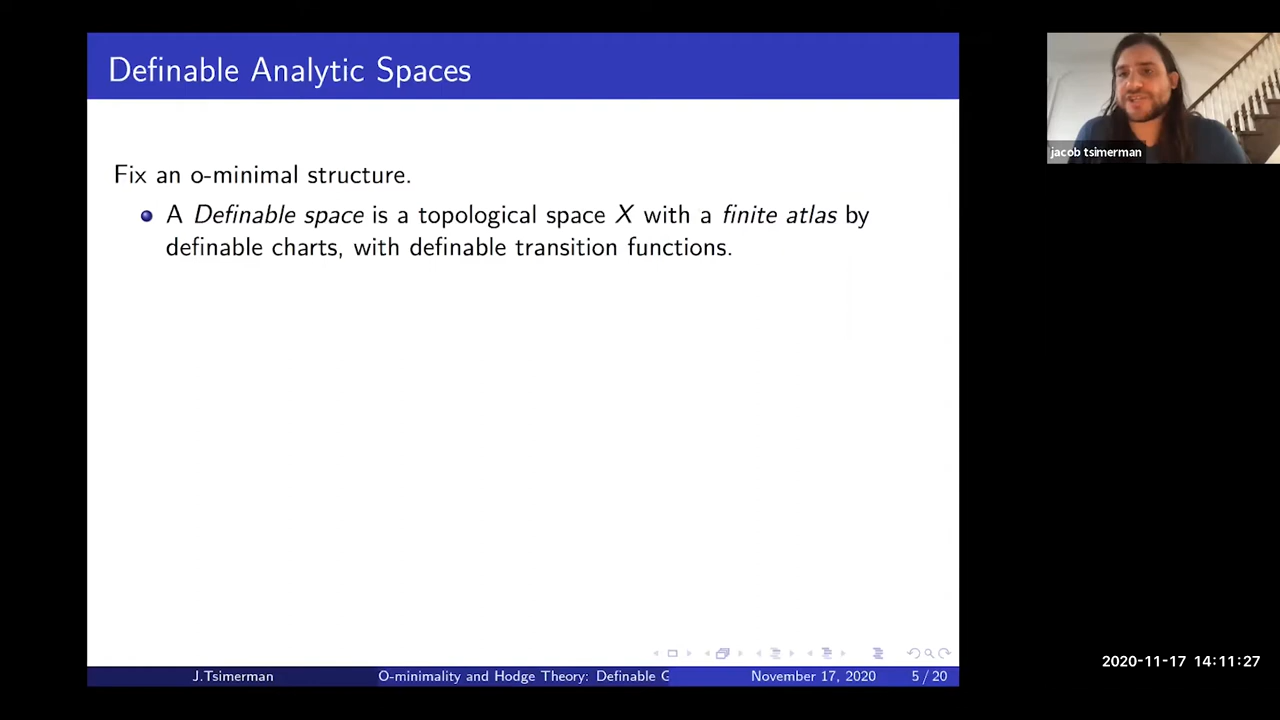 Definable Analytic Spaces
jacob tsimerman
Fix an o-minimal structure.
A Definable space is a topological space X with a finite atlas by
definable charts, with definable transition functions.
2020-11-17 14:11:27
J.Tsimerman
O-minimality and Hodge Theory: Definable G
November 17, 2020
5 / 20